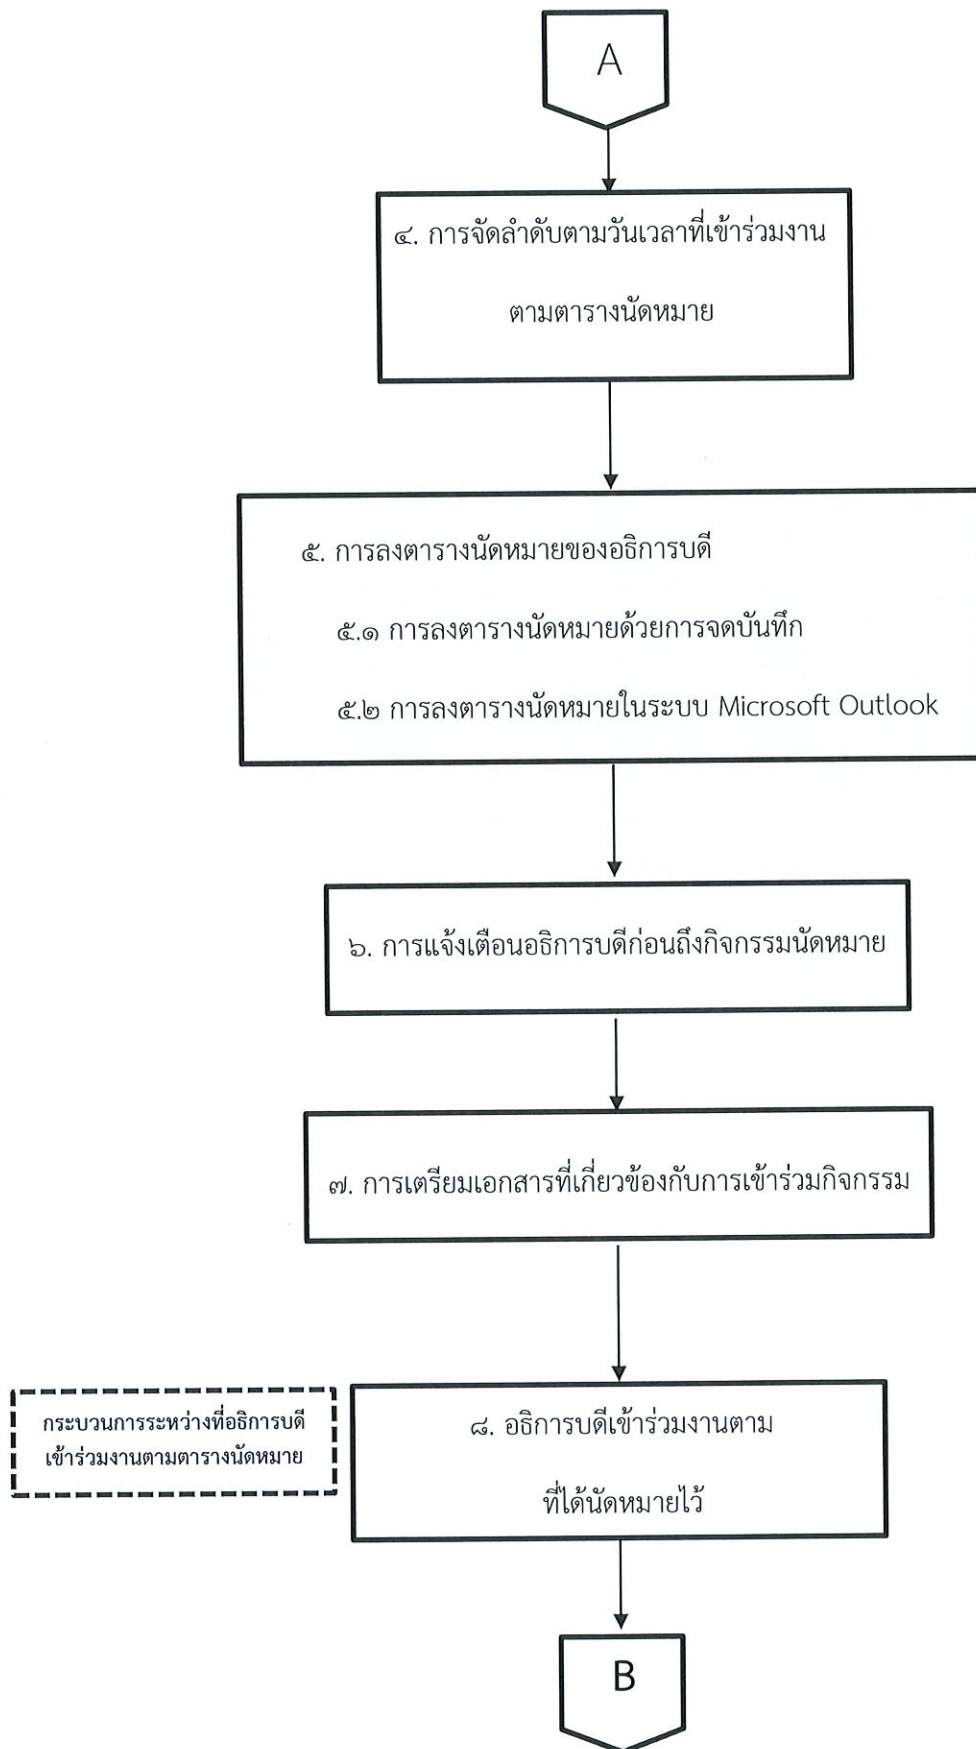 A
๔. การจัดลำดับตามวันเวลาที่เข้าร่วมงาน
ตามตารางนัดหมาย
๕. การลงตารางนัดหมายของอธิการบดี
๕.๑ การลงตารางนัดหมายด้วยการจดบันทึก
๕.๒ การลงตารางนัดหมายในระบบ Microsoft Outlook
๖. การแจ้งเตือนอธิการบดีก่อนถึงกิจกรรมนัดหมาย
๗. การเตรียมเอกสารที่เกี่ยวข้องกับการเข้าร่วมกิจกรรม
กระบวนการระหว่างที่อธิการบดี
เข้าร่วมงานตามตารางนัดหมาย
๘. อธิการบดีเข้าร่วมงานตาม
ที่ได้นัดหมายไว้
B